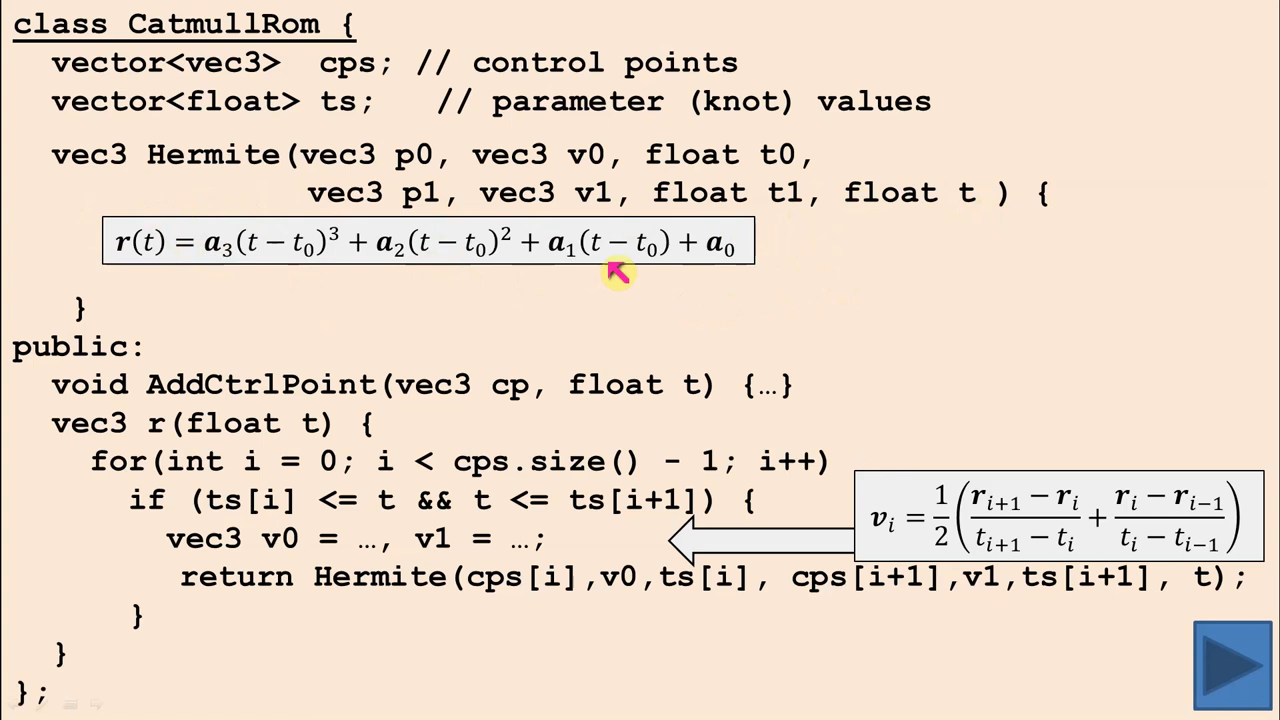 class CatmullRom {
vector<vec3> cps; // control points
vector<float> ts; // parameter (knot) values
vec3 Hermite(vec3 p0, vec3 v0, float t0,
vec3 p1, vec3 v1, float t1, float t ) {
𝒓(t) = 𝒂₃(t − t₀)³ + 𝒂₂(t − t₀)² + 𝒂₁(t − t₀) + 𝒂₀
}
public:
void AddCtrlPoint(vec3 cp, float t) {…}
vec3 r(float t) {
for(int i = 0; i < cps.size() - 1; i++)
if (ts[i] <= t && t <= ts[i+1]) {
vec3 v0 = …, v1 = …;
𝒗ᵢ = 1/2 ((𝒓ᵢ₊₁ − 𝒓ᵢ)/(tᵢ₊₁ − tᵢ) + (𝒓ᵢ − 𝒓ᵢ₋₁)/(tᵢ − tᵢ₋₁))
return Hermite(cps[i],v0,ts[i], cps[i+1],v1,ts[i+1], t);
}
}
};